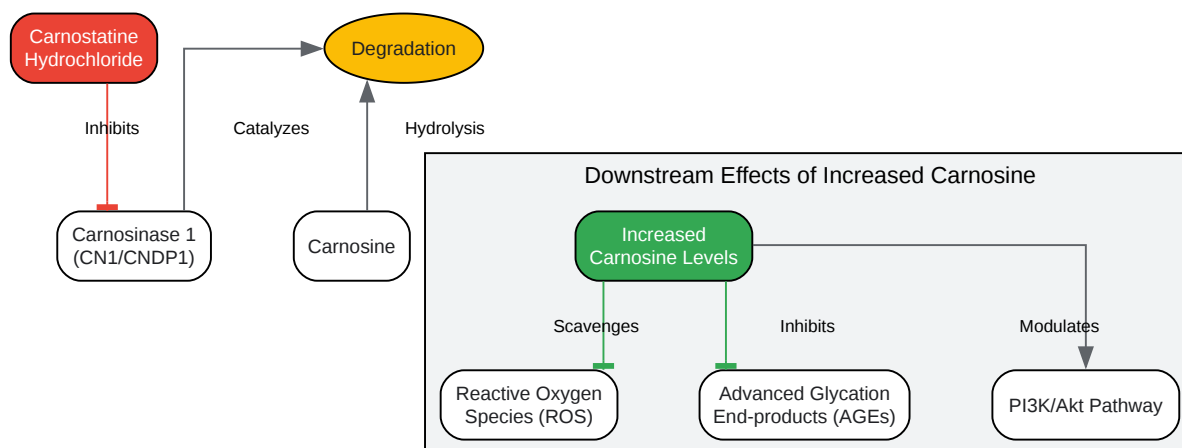 Carnostatine
Hydrochloride
Degradation
Inhibits
Catalyzes
Hydrolysis
Carnosinase 1
(CN1/CNDP1)
Carnosine
Downstream Effects of Increased Carnosine
Increased
Carnosine Levels
Scavenges
Inhibits
Modulates
Reactive Oxygen
Species (ROS)
Advanced Glycation
End-products (AGEs)
PI3K/Akt Pathway